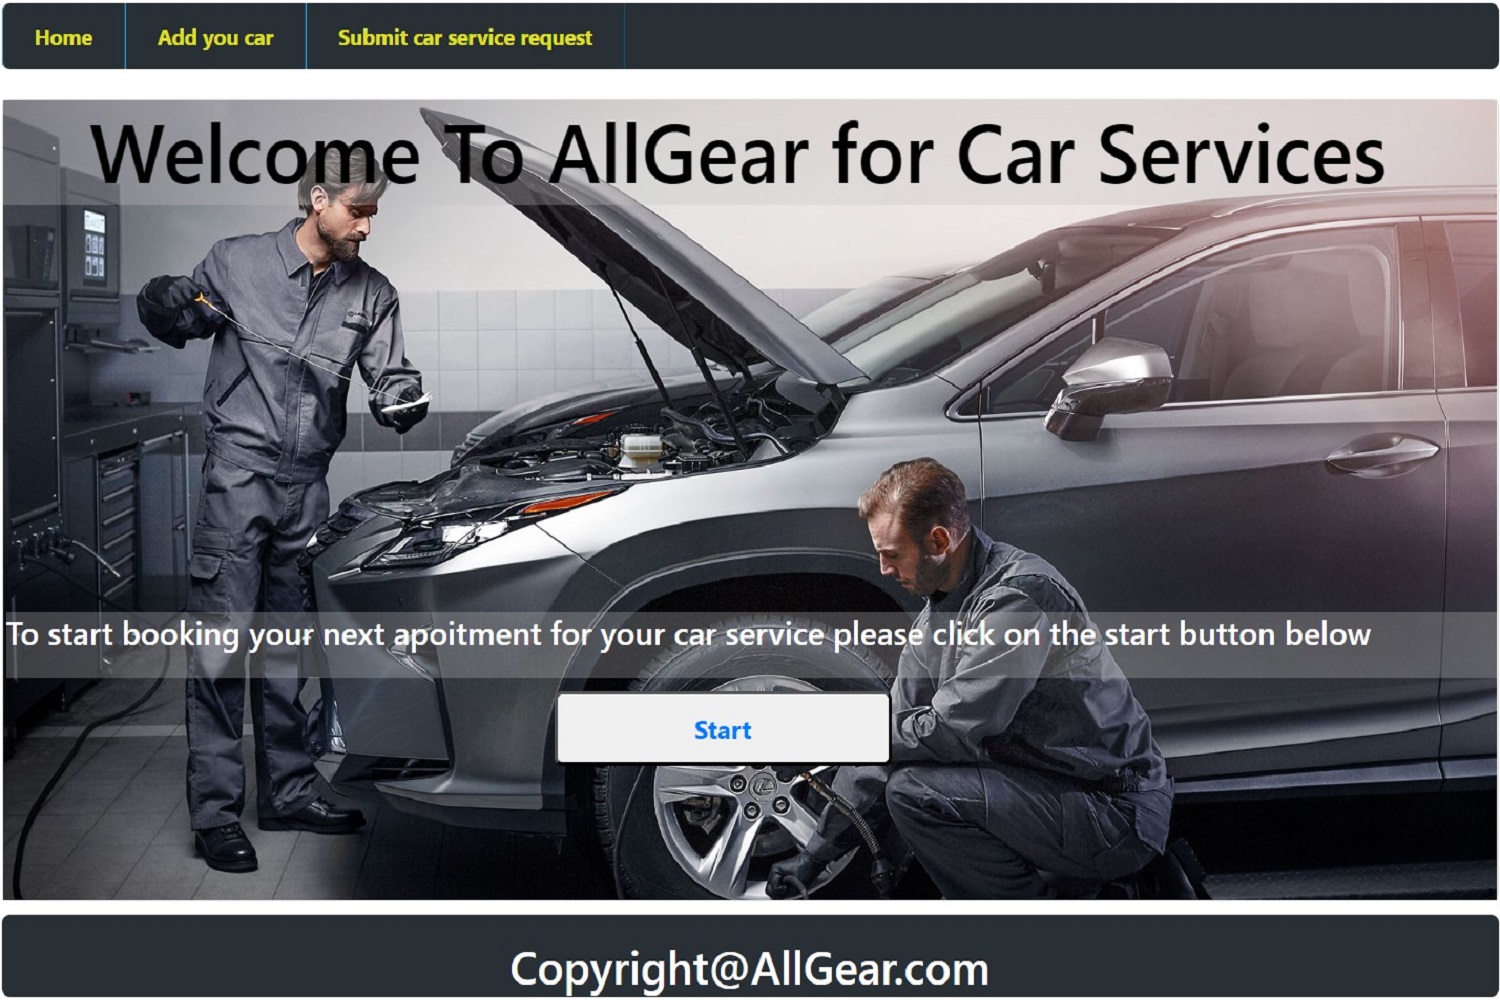 Home
Add you car
Submit car service request
Welcome To AllGear for Car Services
To start booking your next apoitment for your car service please click on the start button below
Start
Copyright@AllGear.com